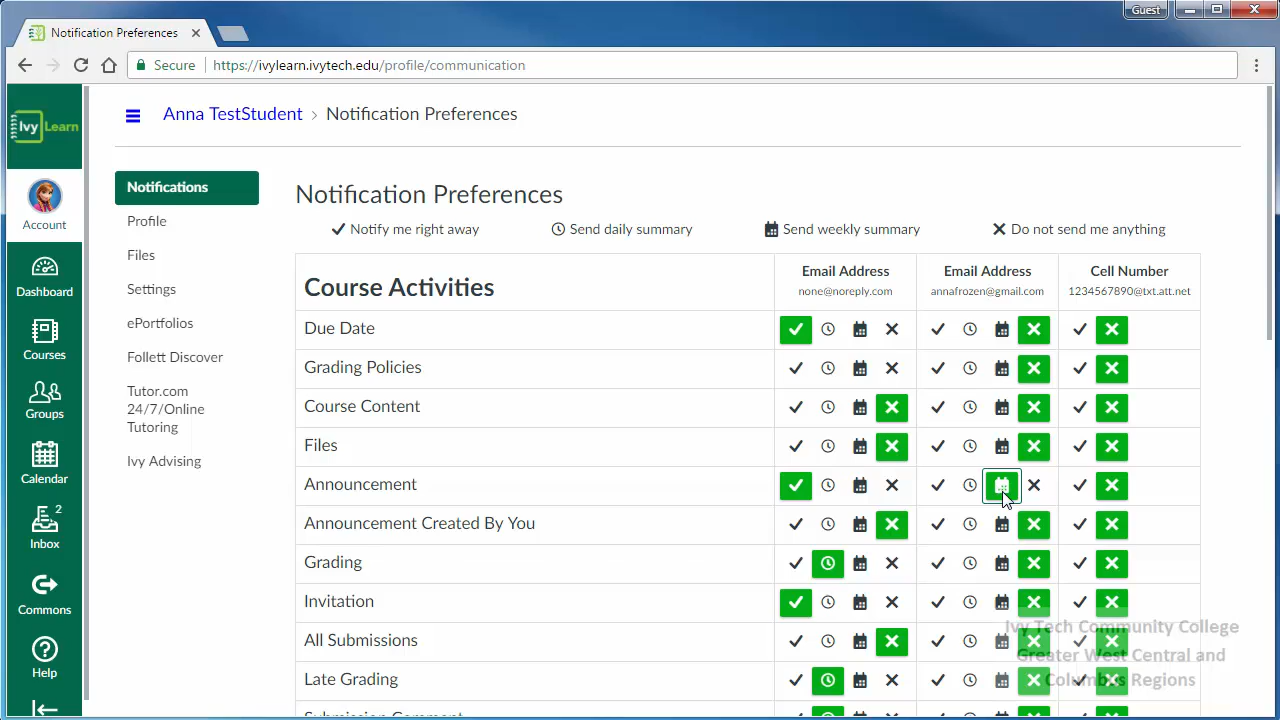 Guest
Notification Preferences
Secure
https://ivylearn.ivytech.edu/profile/communication
Ivy Learn
Account
Dashboard
Courses
Groups
Calendar
2
Inbox
Commons
Help
Anna TestStudent › Notification Preferences
Notifications
Profile
Files
Settings
ePortfolios
Follett Discover
Tutor.com
24/7/Online
Tutoring
Ivy Advising
Notification Preferences
Notify me right away Send daily summary Send weekly summary Do not send me anything
Course Activities
Email Address
none@noreply.com
Email Address
annafrozen@gmail.com
Cell Number
1234567890@txt.att.net
Due Date
Grading Policies
Course Content
Files
Announcement
Announcement Created By You
Grading
Invitation
All Submissions
Late Grading
Submission Comment
Ivy Tech Community College
Greater West Central and
Columbus Regions